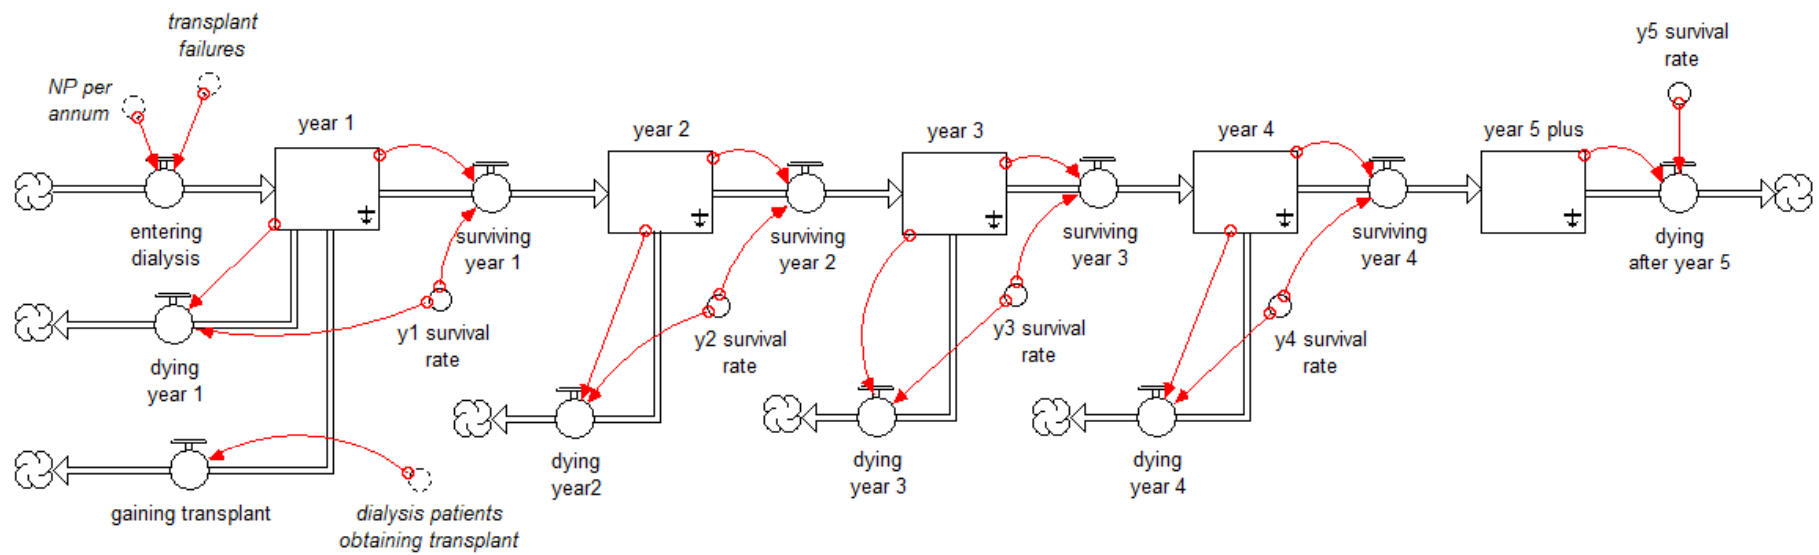 transplant
failures
NP per
annum
y5 survival
rate
year 1
year 2
year 3
year 4
year 5 plus
entering
dialysis
surviving
year 1
surviving
year 2
surviving
year 3
surviving
year 4
dying
after year 5
y1 survival
rate
y2 survival
rate
y3 survival
rate
y4 survival
rate
dying
year 1
dying
year2
dying
year 3
dying
year 4
gaining transplant
dialysis patients
obtaining transplant